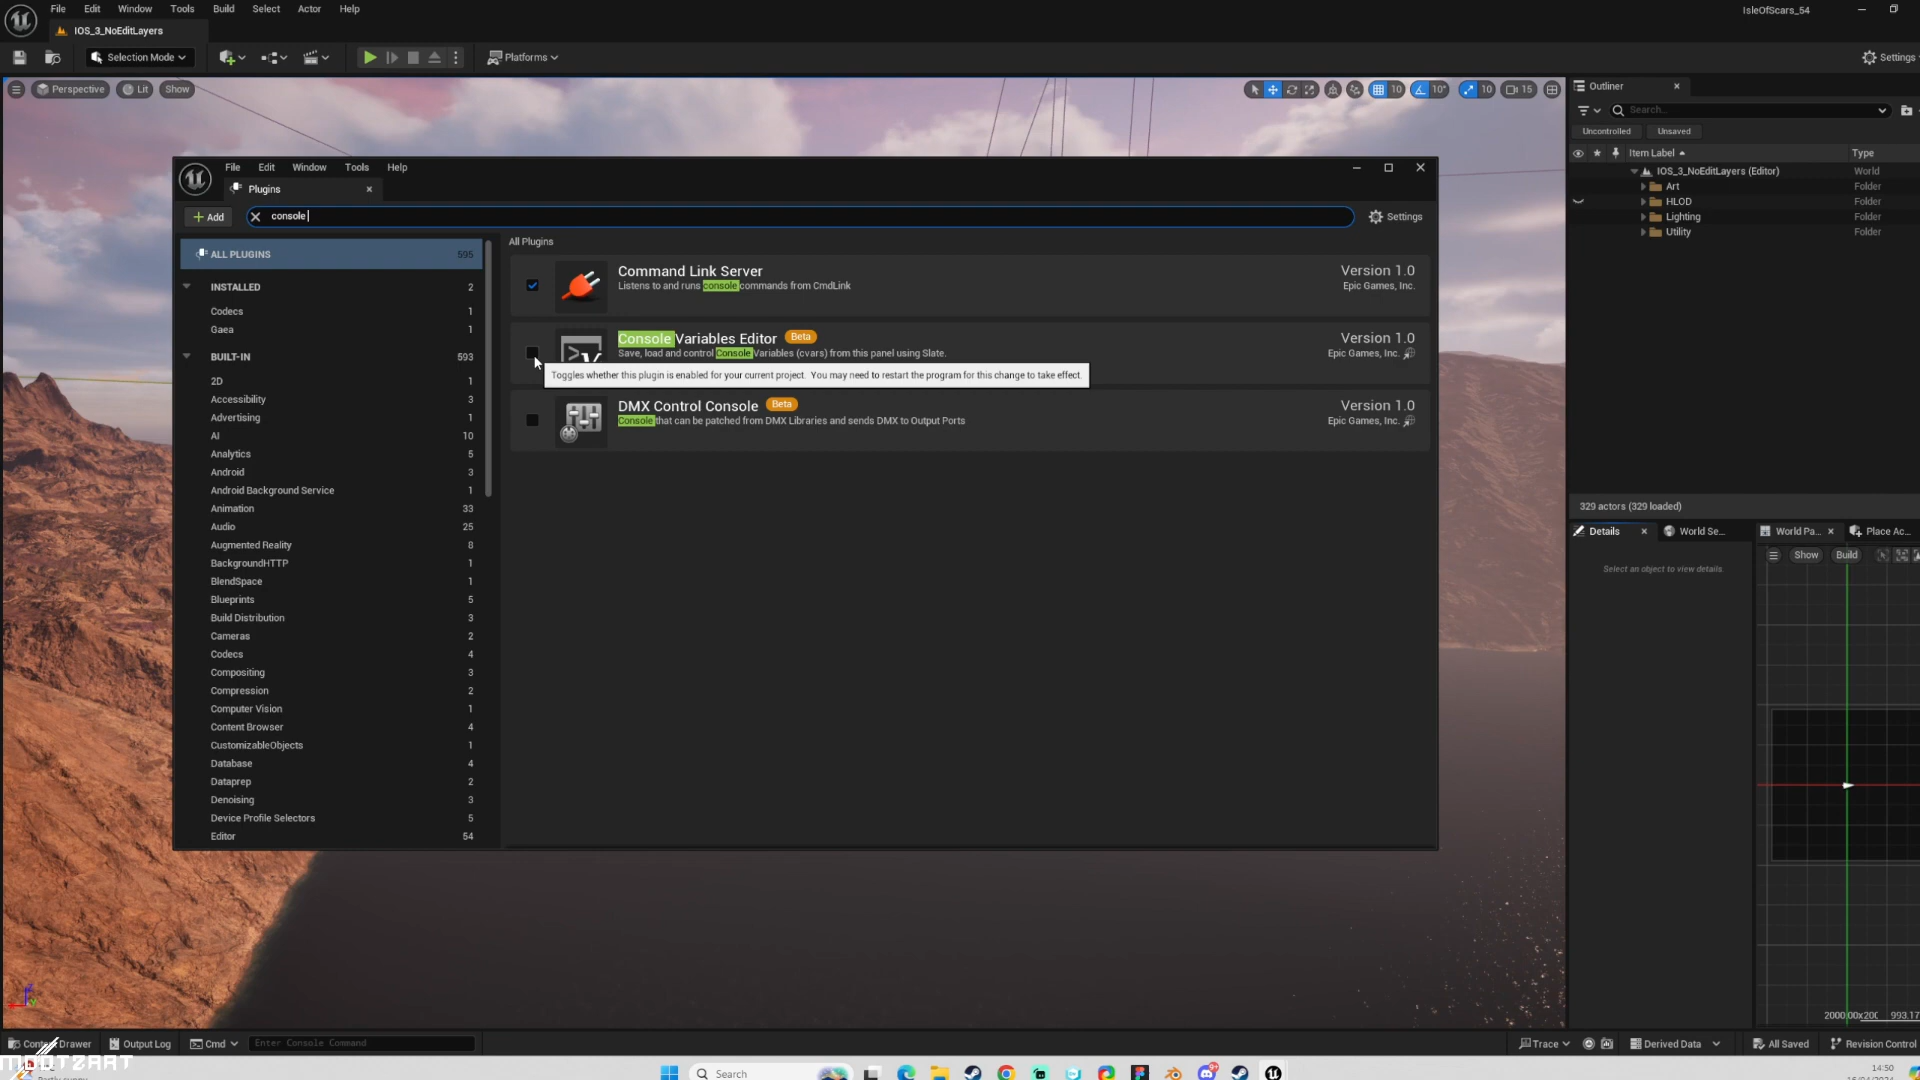 File Edit Window Tools Build Select Actor Help
IsleOfScars_54
IOS_3_NoEditLayers
Selection Mode
Platforms
Settings
Perspective Lit Show
10 10° 10 15
Outliner
Search...
Uncontrolled Unsaved
Item Label Type
IOS_3_NoEditLayers (Editor) World
Art Folder
HLOD Folder
Lighting Folder
Utility Folder
329 actors (329 loaded)
Details World Se... World Pa... Place Ac...
Show Build
Select an object to view details
2000.00x200 993.17
File Edit Window Tools Help
Plugins
Add
console
Settings
ALL PLUGINS 595
INSTALLED 2
Codecs 1
Gaea 1
BUILT-IN 593
2D 1
Accessibility 3
Advertising 1
AI 10
Analytics 5
Android 3
Android Background Service 1
Animation 33
Audio 25
Augmented Reality 8
BackgroundHTTP 1
BlendSpace 1
Blueprints 5
Build Distribution 3
Cameras 2
Codecs 4
Compositing 3
Compression 2
Computer Vision 1
Content Browser 4
CustomizableObjects 1
Database 4
Dataprep 2
Denoising 3
Device Profile Selectors 5
Editor 54
All Plugins
Command Link Server Version 1.0
Listens to and runs console commands from CmdLink Epic Games, Inc.
Console Variables Editor Beta Version 1.0
Save, load and control Console Variables (cvars) from this panel using Slate. Epic Games, Inc.
Toggles whether this plugin is enabled for your current project. You may need to restart the program for this change to take effect.
DMX Control Console Beta Version 1.0
Console that can be patched from DMX Libraries and sends DMX to Output Ports Epic Games, Inc.
Drawer Output Log Cmd Enter Console Command
Trace Derived Data All Saved Revision Control
Search
14:50